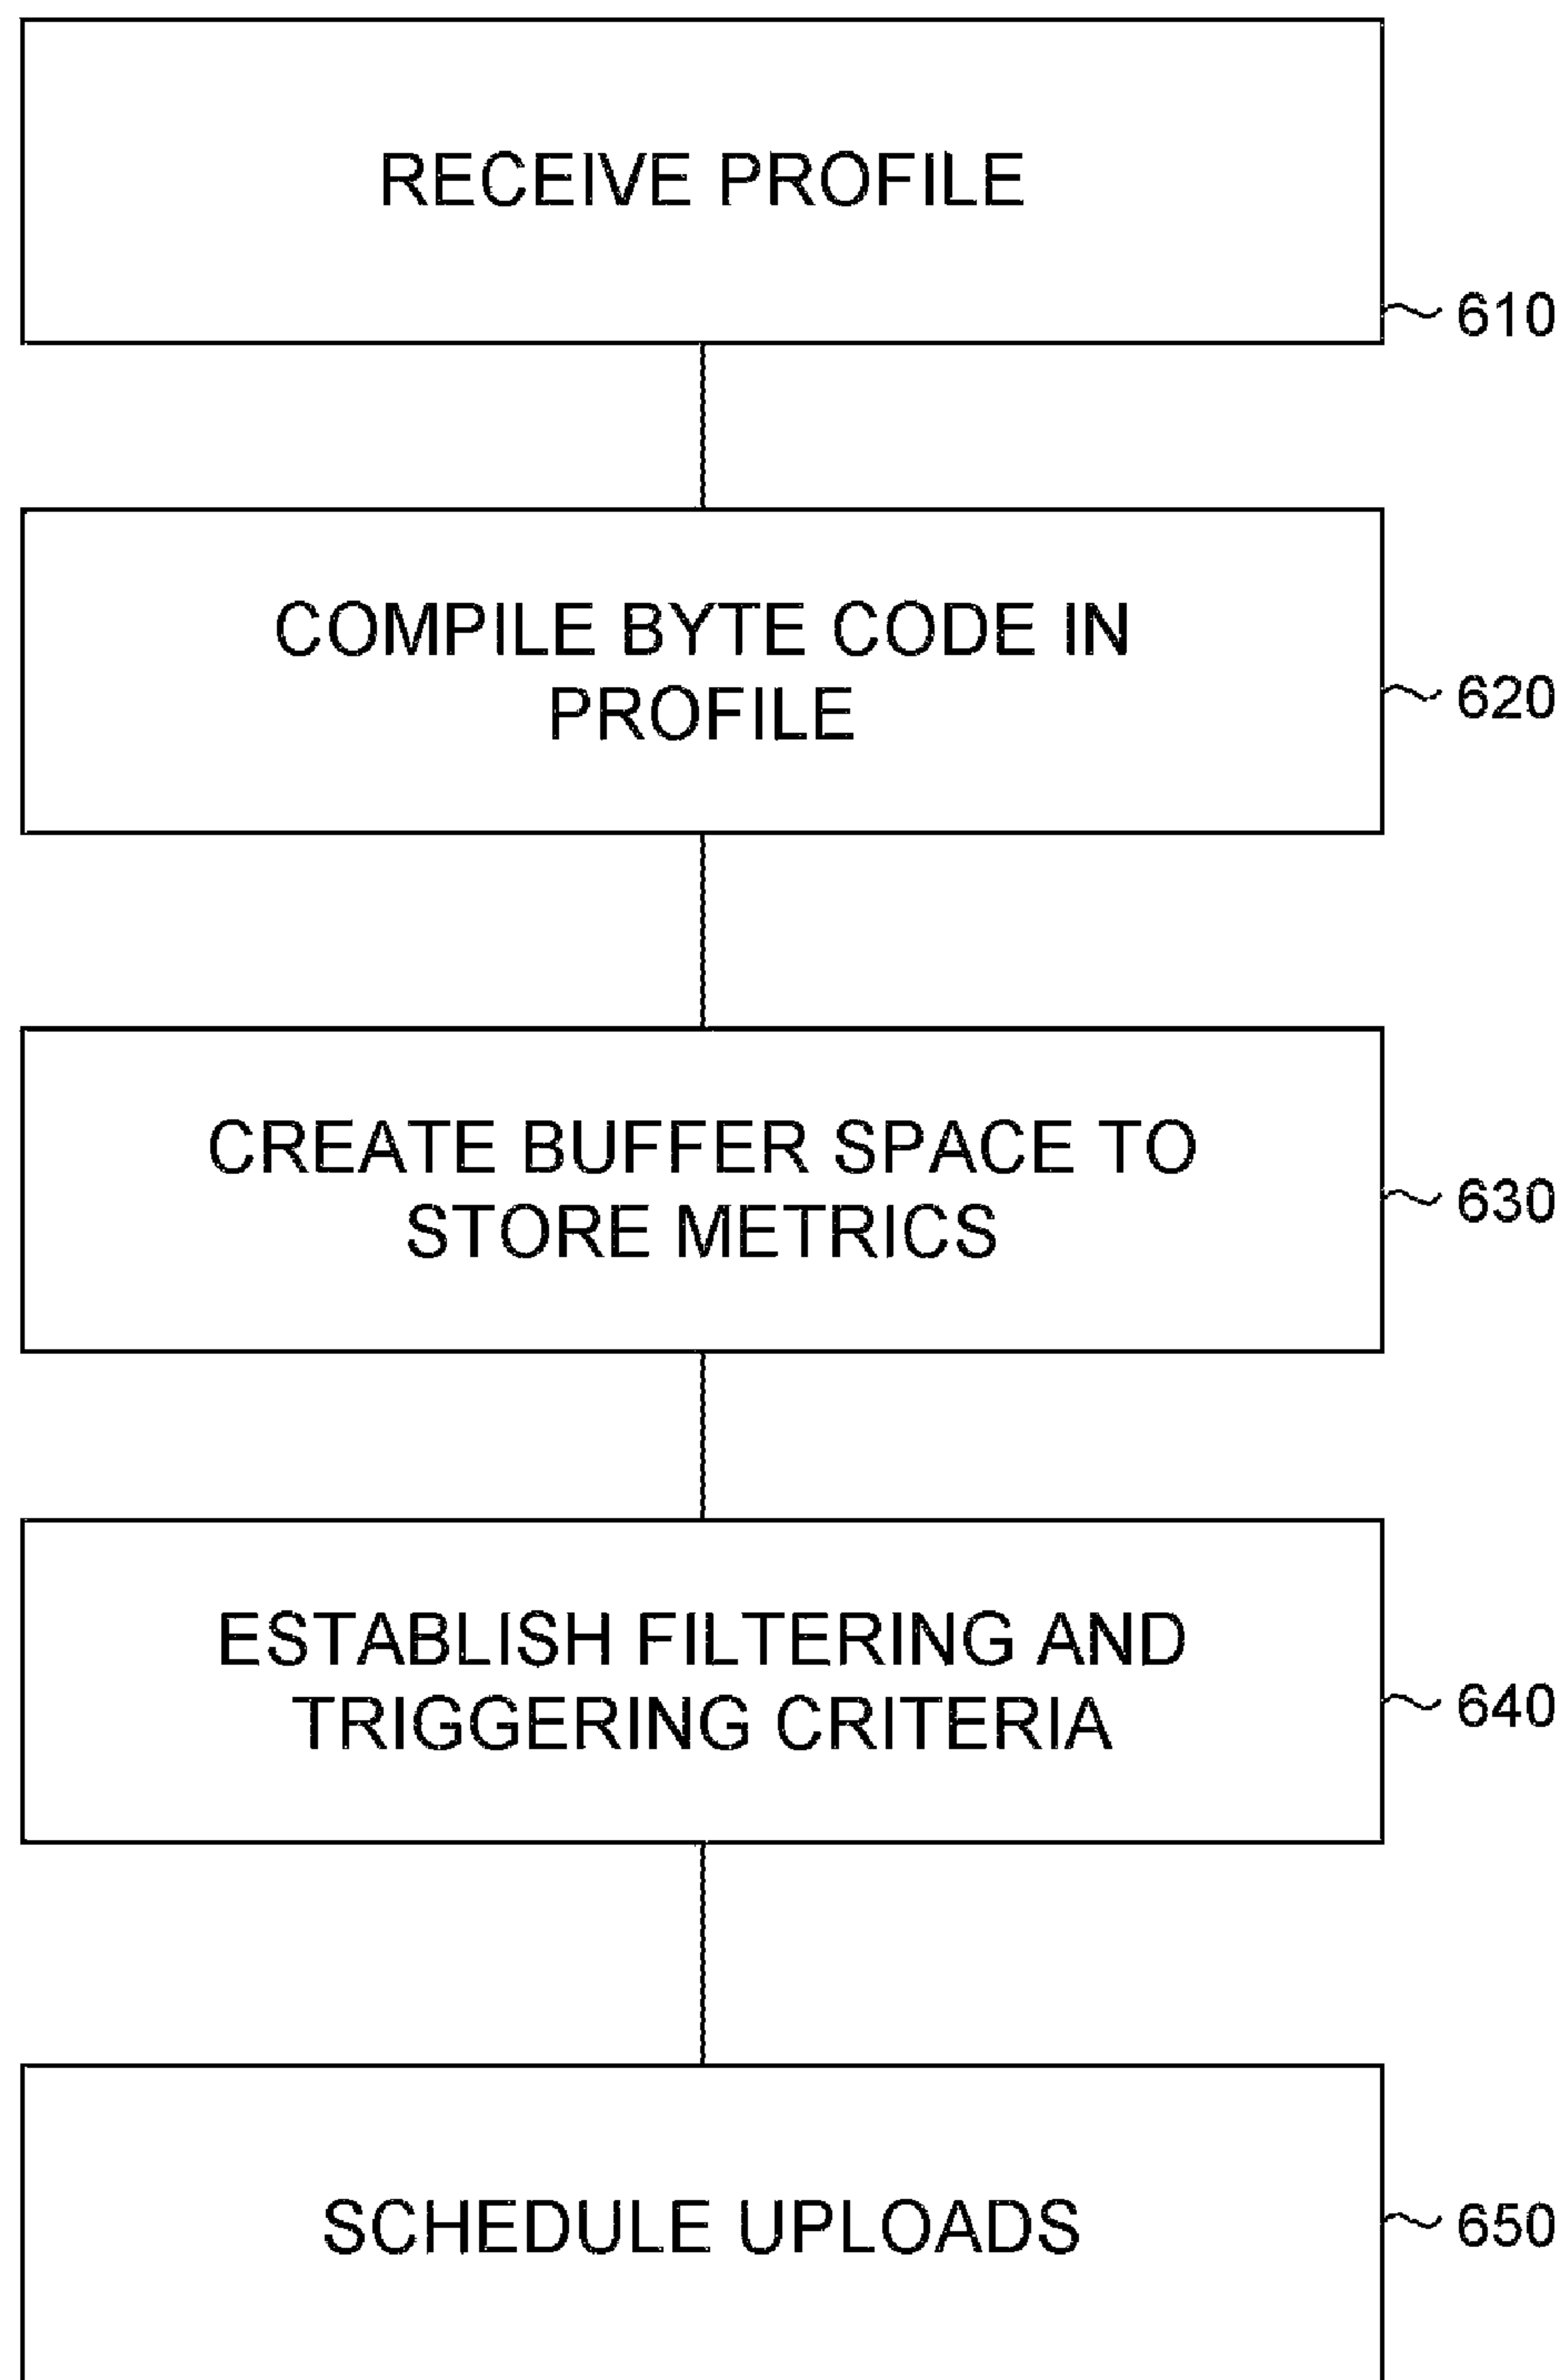 RECEIVE PROFILE
610
COMPILE BYTE CODE IN
PROFILE
620
CREATE BUFFER SPACE TO
STORE METRICS
630
ESTABLISH FILTERING AND
TRIGGERING CRITERIA
640
SCHEDULE UPLOADS
650